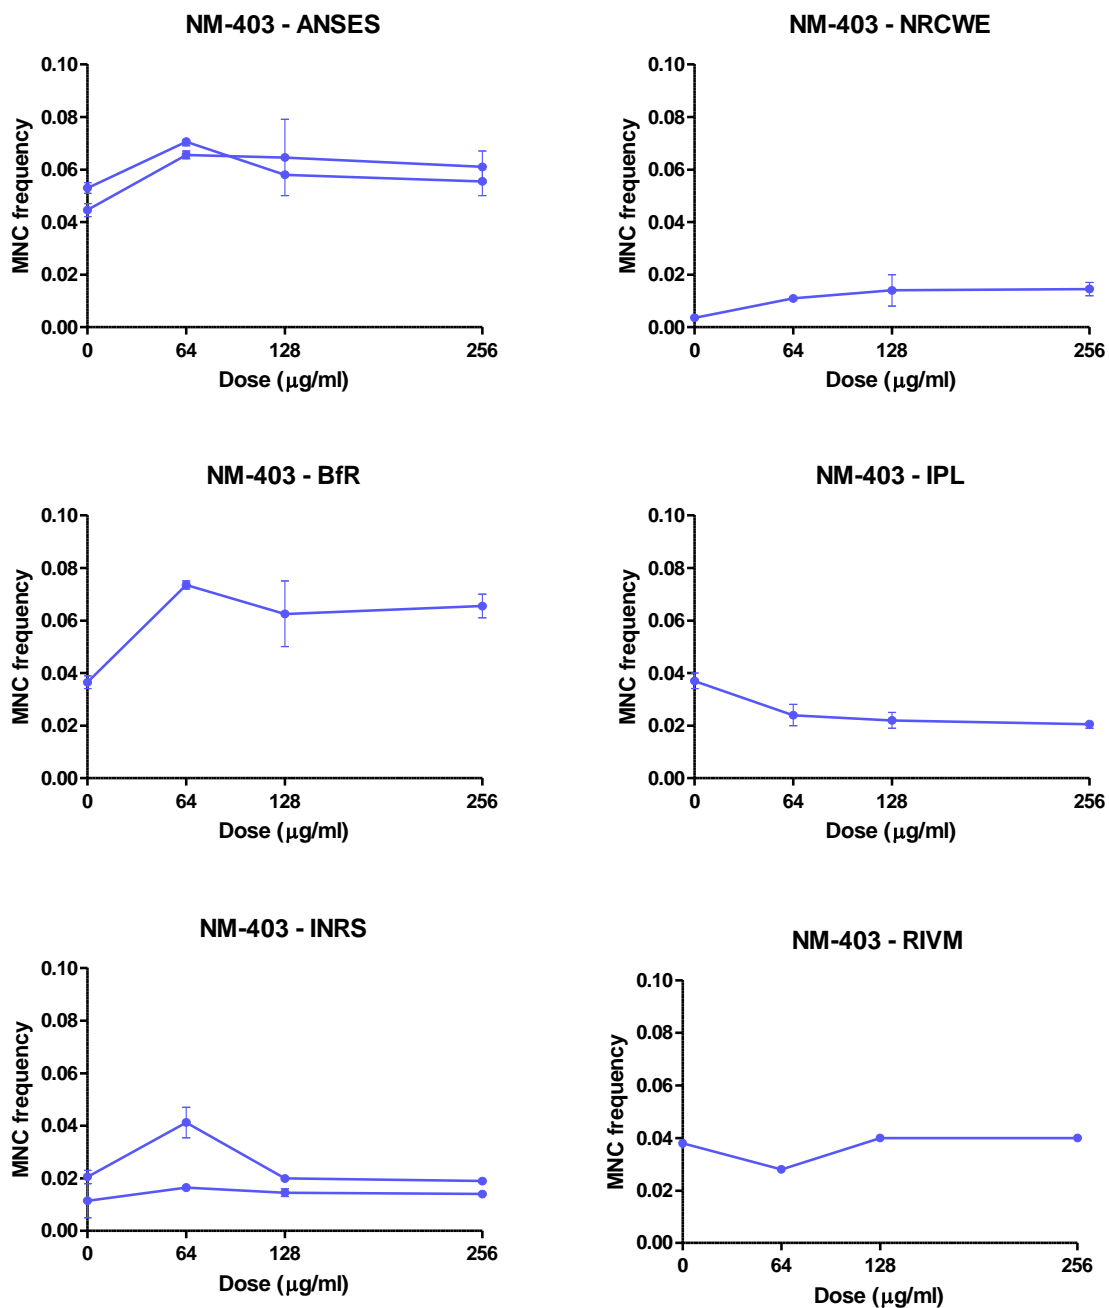 NM-403 - ANSES
0.10
0.08
0.06
0.04
0.02
0.00
MNC frequency
0 64 128 256
Dose (μg/ml)
NM-403 - NRCWE
0.10
0.08
0.06
0.04
0.02
0.00
MNC frequency
0 64 128 256
Dose (μg/ml)
NM-403 - BfR
0.10
0.08
0.06
0.04
0.02
0.00
MNC frequency
0 64 128 256
Dose (μg/ml)
NM-403 - IPL
0.10
0.08
0.06
0.04
0.02
0.00
MNC frequency
0 64 128 256
Dose (μg/ml)
NM-403 - INRS
0.10
0.08
0.06
0.04
0.02
0.00
MNC frequency
0 64 128 256
Dose (μg/ml)
NM-403 - RIVM
0.10
0.08
0.06
0.04
0.02
0.00
MNC frequency
0 64 128 256
Dose (μg/ml)